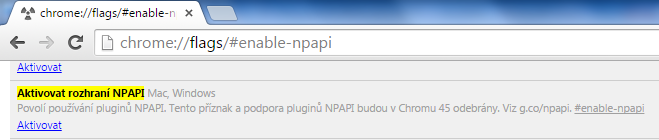 chrome://flags/#enable-n
chrome://flags/#enable-npapi
Aktivovat
Aktivovat rozhraní NPAPI Mac, Windows
Povolí používání pluginů NPAPI. Tento příznak a podpora pluginů NPAPI budou v Chromu 45 odebrány. Viz g.co/npapi. #enable-npapi
Aktivovat